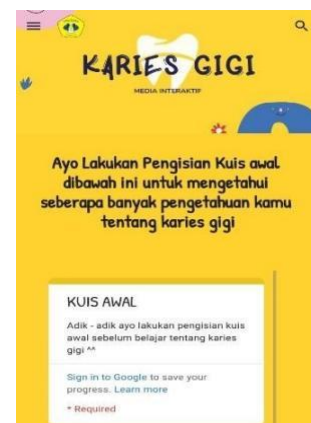 KARIES GIGI
MEDIA INTERAKTIF
Ayo Lakukan Pengisian Kuis awal
dibawah ini untuk mengetahui
seberapa banyak pengetahuan kamu
tentang karies gigi
KUIS AWAL
Adik - adik ayo lakukan pengisian kuis
awal sebelum belajar tentang karies
gigi ^^
Sign in to Google to save your
progress. Learn more
* Required